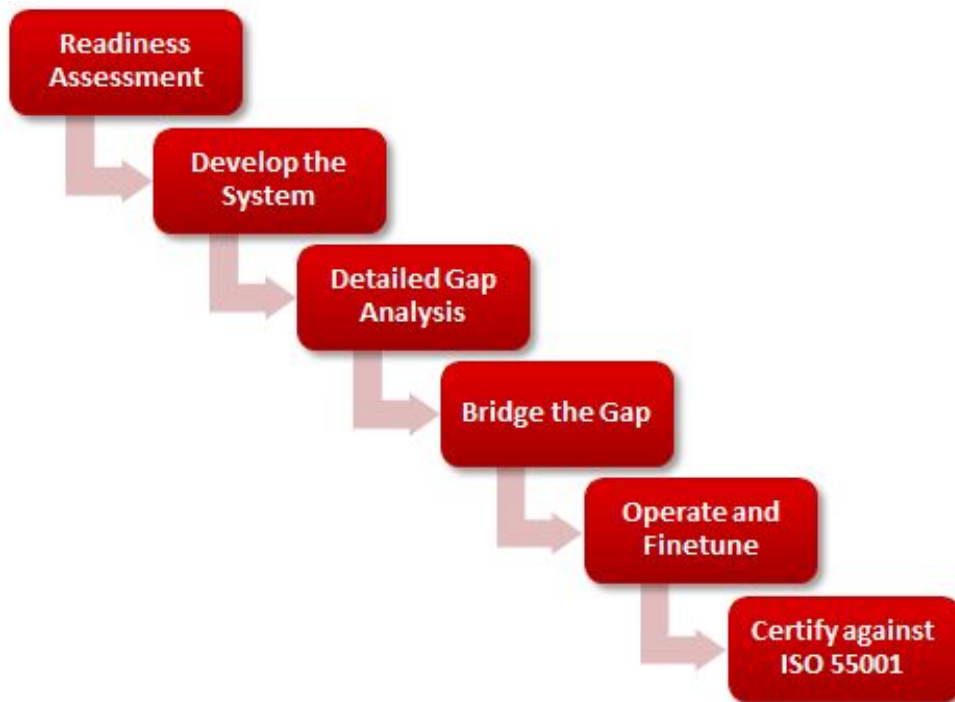 Readiness
Assessment
Develop the
System
Detailed Gap
Analysis
Bridge the Gap
Operate and
Finetune
Certify against
ISO 55001